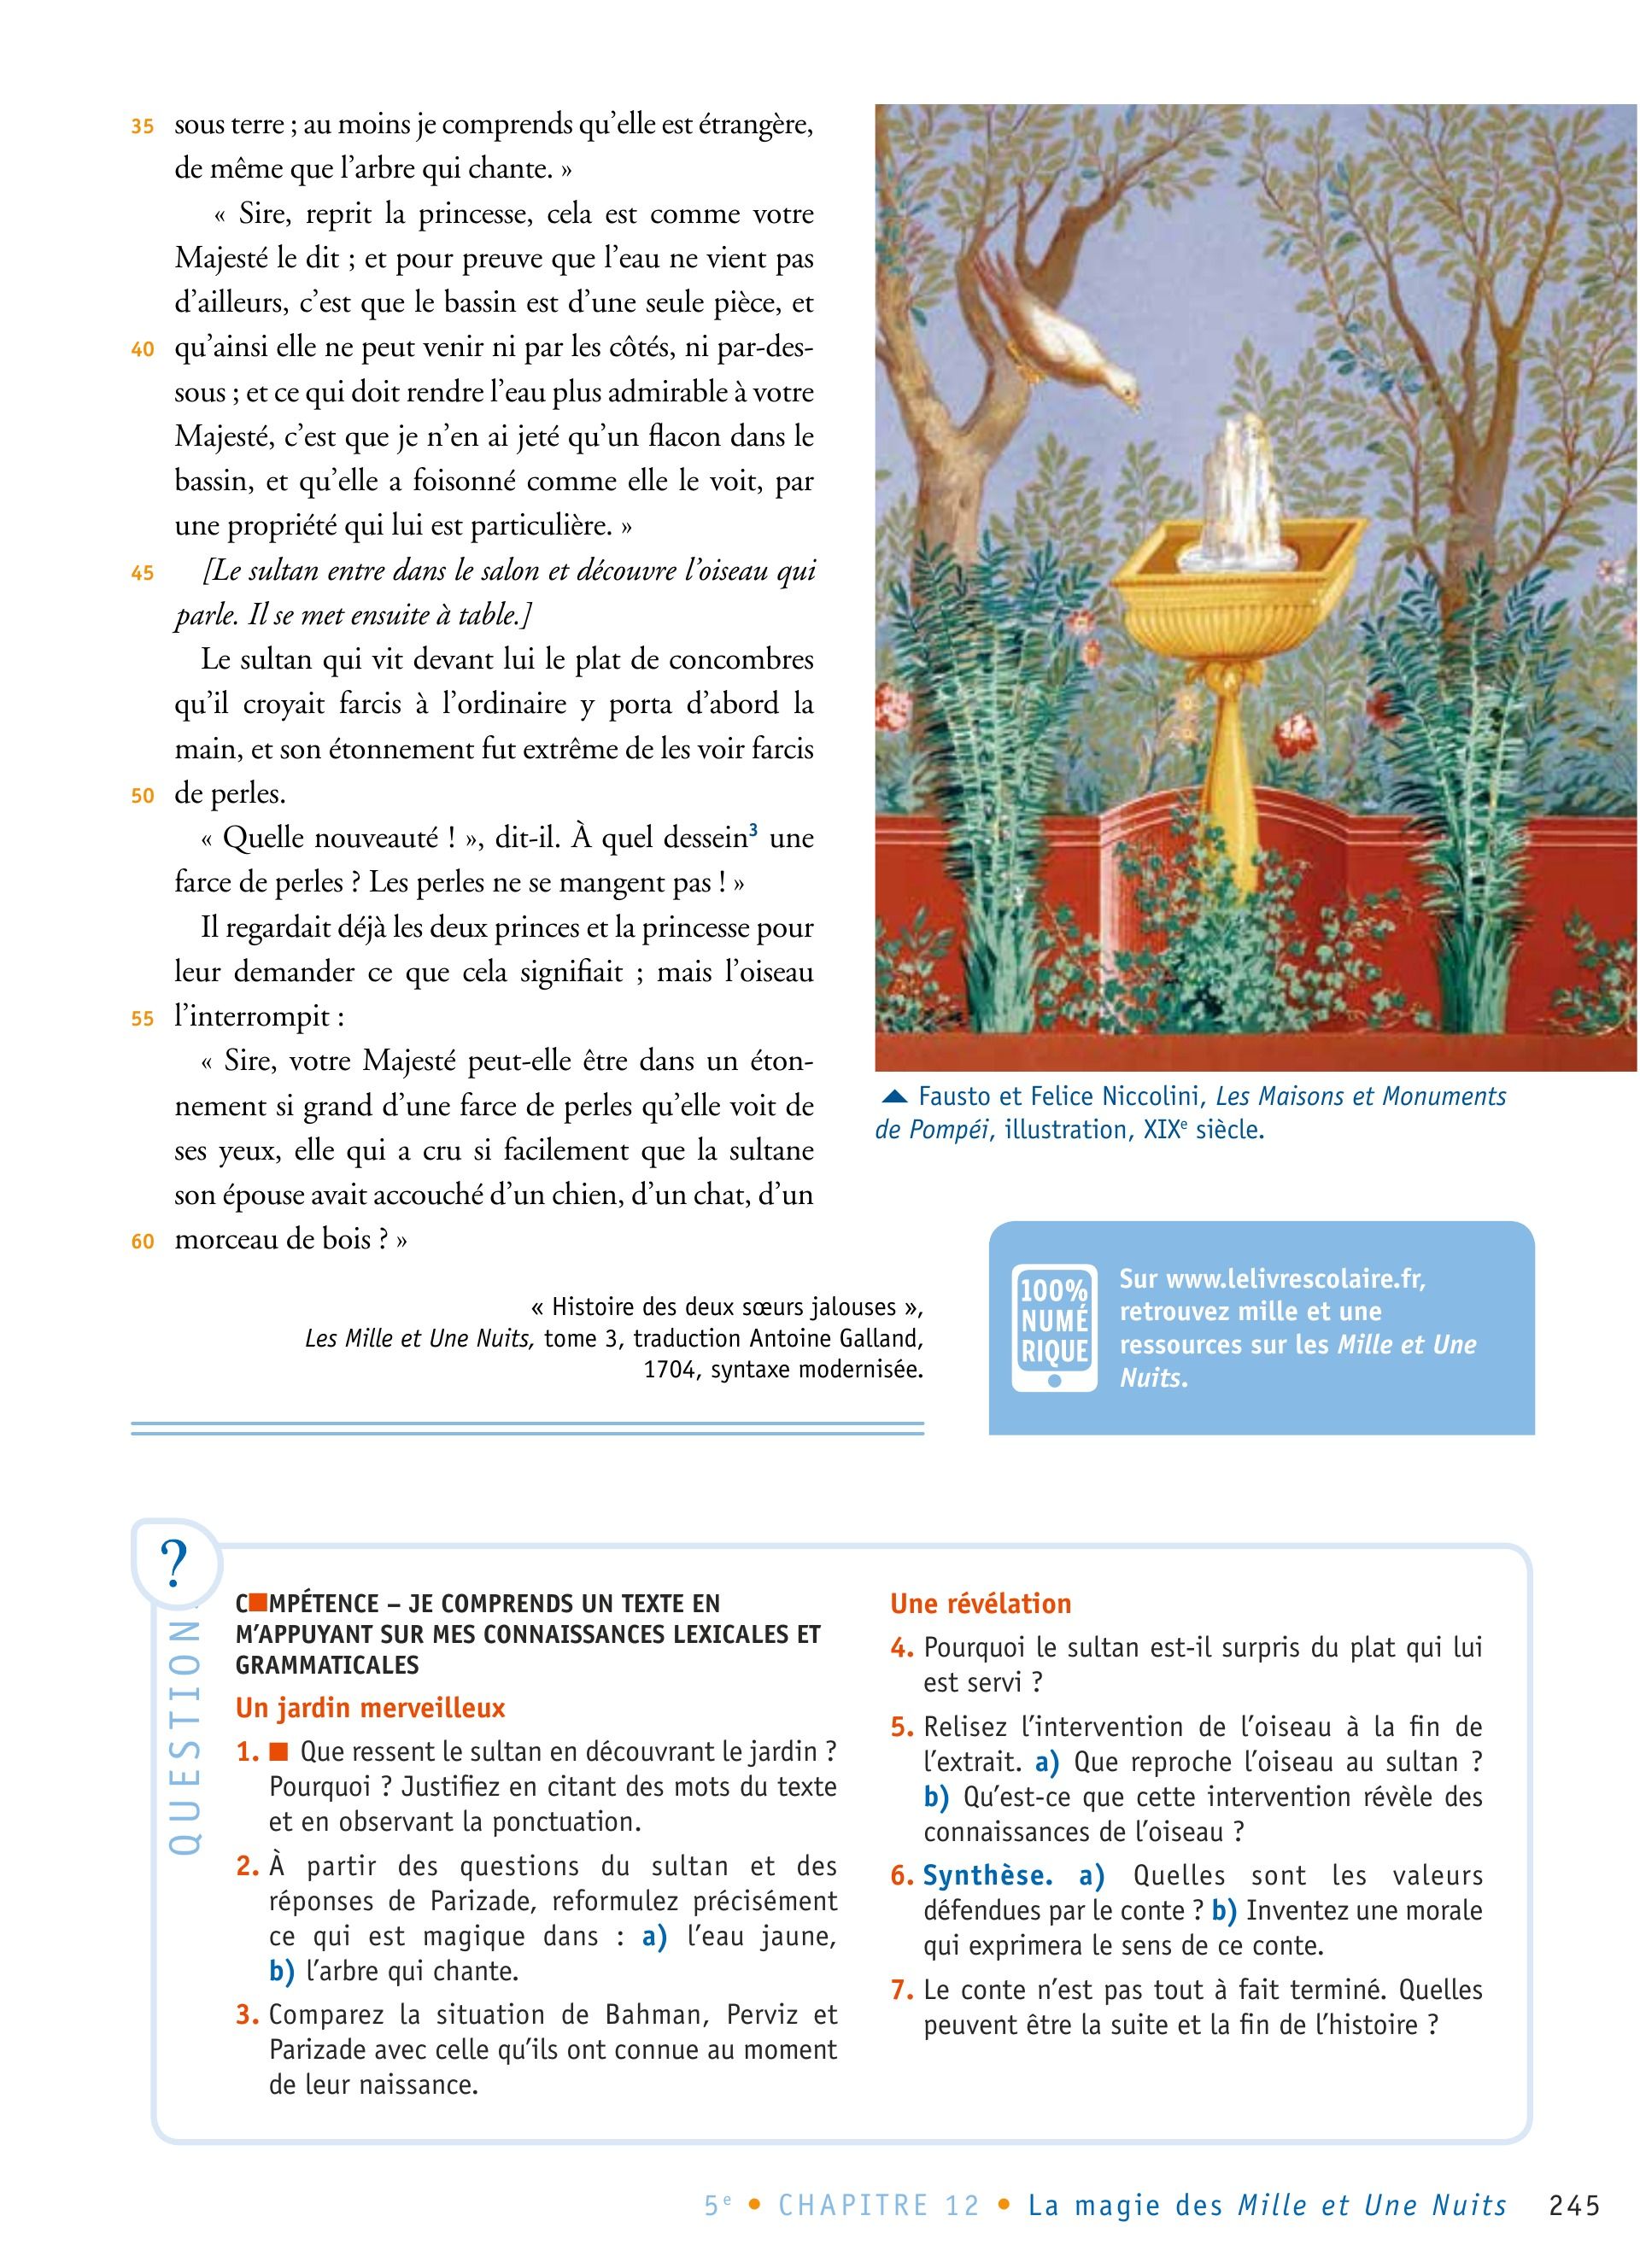 35 sous terre ; au moins je comprends qu’elle est étrangère,
de même que l’arbre qui chante. »
« Sire, reprit la princesse, cela est comme votre
Majesté le dit ; et pour preuve que l’eau ne vient pas
d’ailleurs, c’est que le bassin est d’une seule pièce, et
40 qu’ainsi elle ne peut venir ni par les côtés, ni par-des-
sous ; et ce qui doit rendre l’eau plus admirable à votre
Majesté, c’est que je n’en ai jeté qu’un flacon dans le
bassin, et qu’elle a foisonné comme elle le voit, par
une propriété qui lui est particulière. »
45 [Le sultan entre dans le salon et découvre l’oiseau qui
parle. Il se met ensuite à table.]
Le sultan qui vit devant lui le plat de concombres
qu’il croyait farcis à l’ordinaire y porta d’abord la
main, et son étonnement fut extrême de les voir farcis
50 de perles.
« Quelle nouveauté ! », dit-il. À quel dessein³ une
farce de perles ? Les perles ne se mangent pas ! »
Il regardait déjà les deux princes et la princesse pour
leur demander ce que cela signifiait ; mais l’oiseau
55 l’interrompit :
« Sire, votre Majesté peut-elle être dans un éton-
nement si grand d’une farce de perles qu’elle voit de
ses yeux, elle qui a cru si facilement que la sultane
son épouse avait accouché d’un chien, d’un chat, d’un
60 morceau de bois ? »
« Histoire des deux sœurs jalouses »,
Les Mille et Une Nuits, tome 3, traduction Antoine Galland,
1704, syntaxe modernisée.
▲ Fausto et Felice Niccolini, Les Maisons et Monuments
de Pompéi, illustration, XIXe siècle.
100%
NUMÉ
RIQUE
Sur www.lelivrescolaire.fr,
retrouvez mille et une
ressources sur les Mille et Une
Nuits.
?
QUESTION
C■MPÉTENCE – JE COMPRENDS UN TEXTE EN
M’APPUYANT SUR MES CONNAISSANCES LEXICALES ET
GRAMMATICALES
Un jardin merveilleux
1. ■ Que ressent le sultan en découvrant le jardin ?
Pourquoi ? Justifiez en citant des mots du texte
et en observant la ponctuation.
2. À partir des questions du sultan et des
réponses de Parizade, reformulez précisément
ce qui est magique dans : a) l’eau jaune,
b) l’arbre qui chante.
3. Comparez la situation de Bahman, Perviz et
Parizade avec celle qu’ils ont connue au moment
de leur naissance.
Une révélation
4. Pourquoi le sultan est-il surpris du plat qui lui
est servi ?
5. Relisez l’intervention de l’oiseau à la fin de
l’extrait. a) Que reproche l’oiseau au sultan ?
b) Qu’est-ce que cette intervention révèle des
connaissances de l’oiseau ?
6. Synthèse. a) Quelles sont les valeurs
défendues par le conte ? b) Inventez une morale
qui exprimera le sens de ce conte.
7. Le conte n’est pas tout à fait terminé. Quelles
peuvent être la suite et la fin de l’histoire ?
5e • CHAPITRE 12 • La magie des Mille et Une Nuits 245